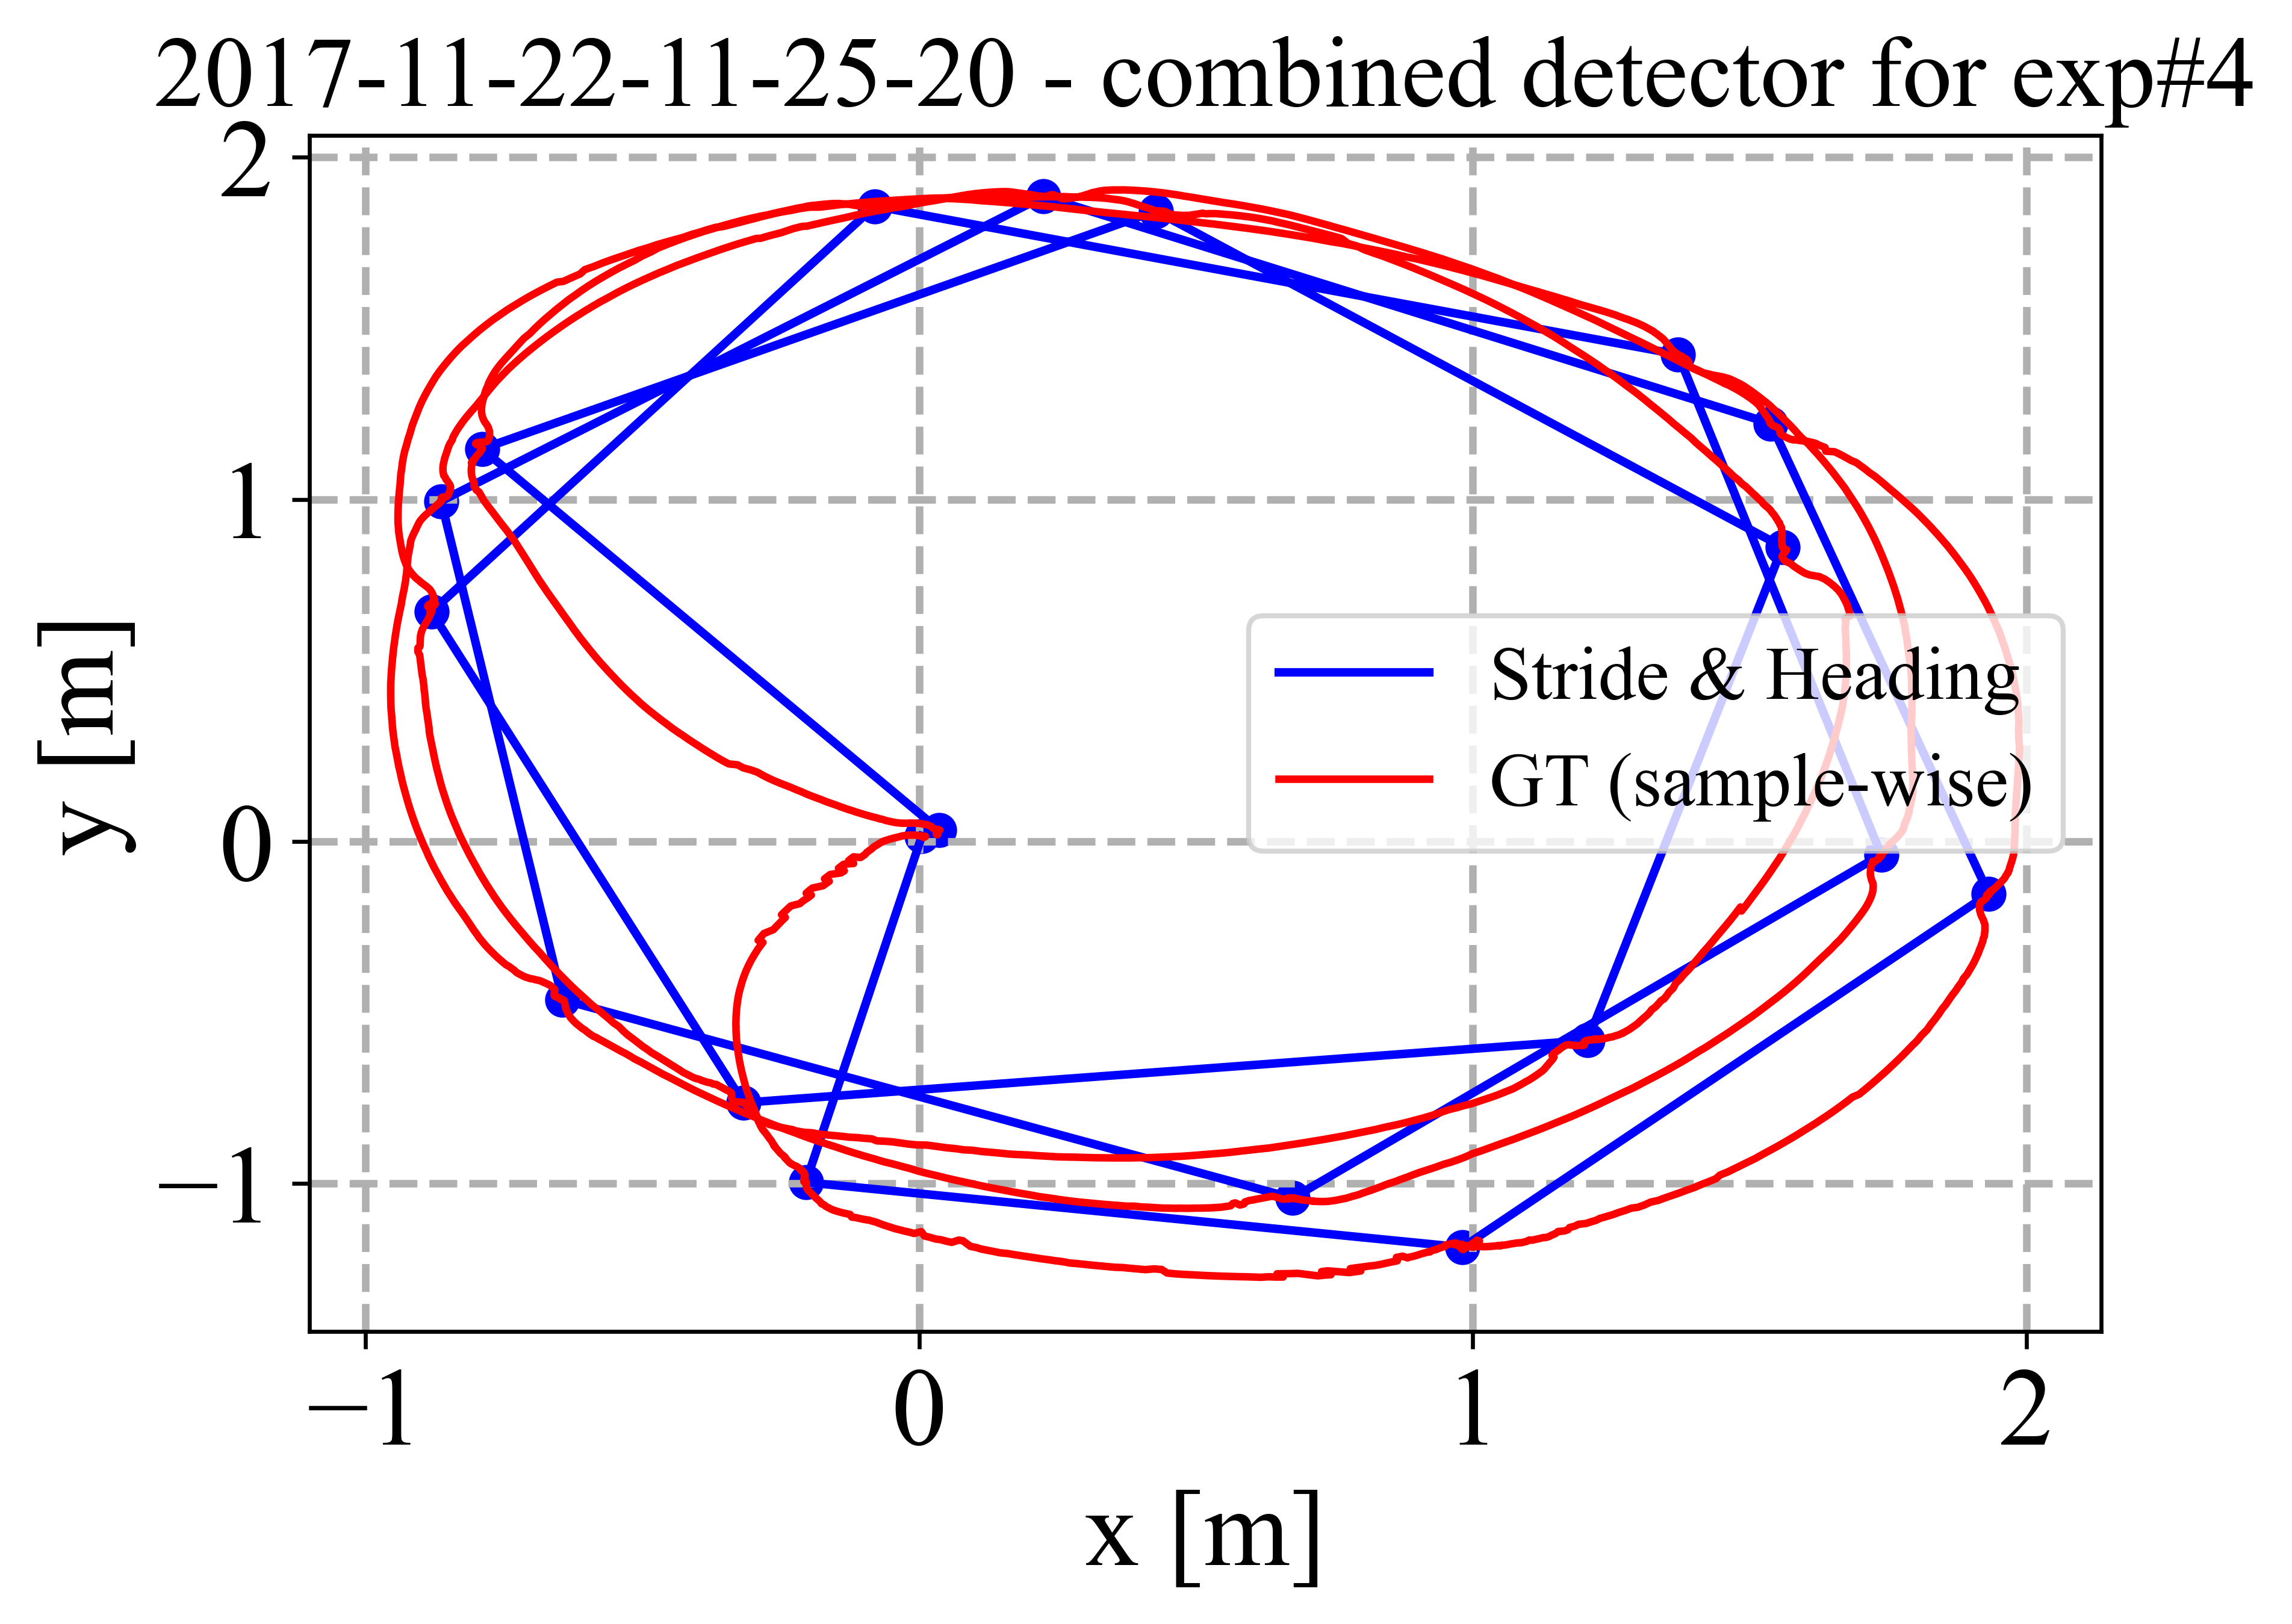 2017-11-22-11-25-20 - combined detector for exp#4
2
1
0
−1
y [m]
Stride & Heading
GT (sample-wise)
−1
0
1
2
x [m]